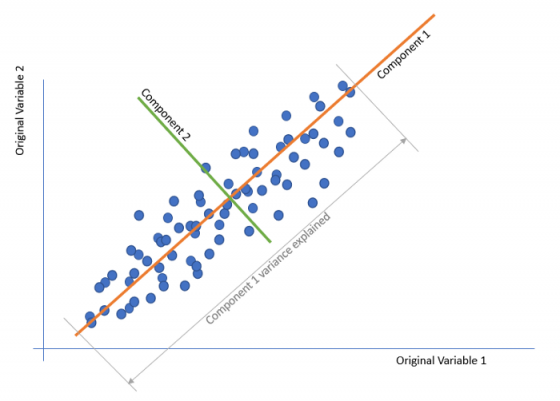 Component 1
Original Variable 2
Component 2
Component 1 variance explained
Original Variable 1